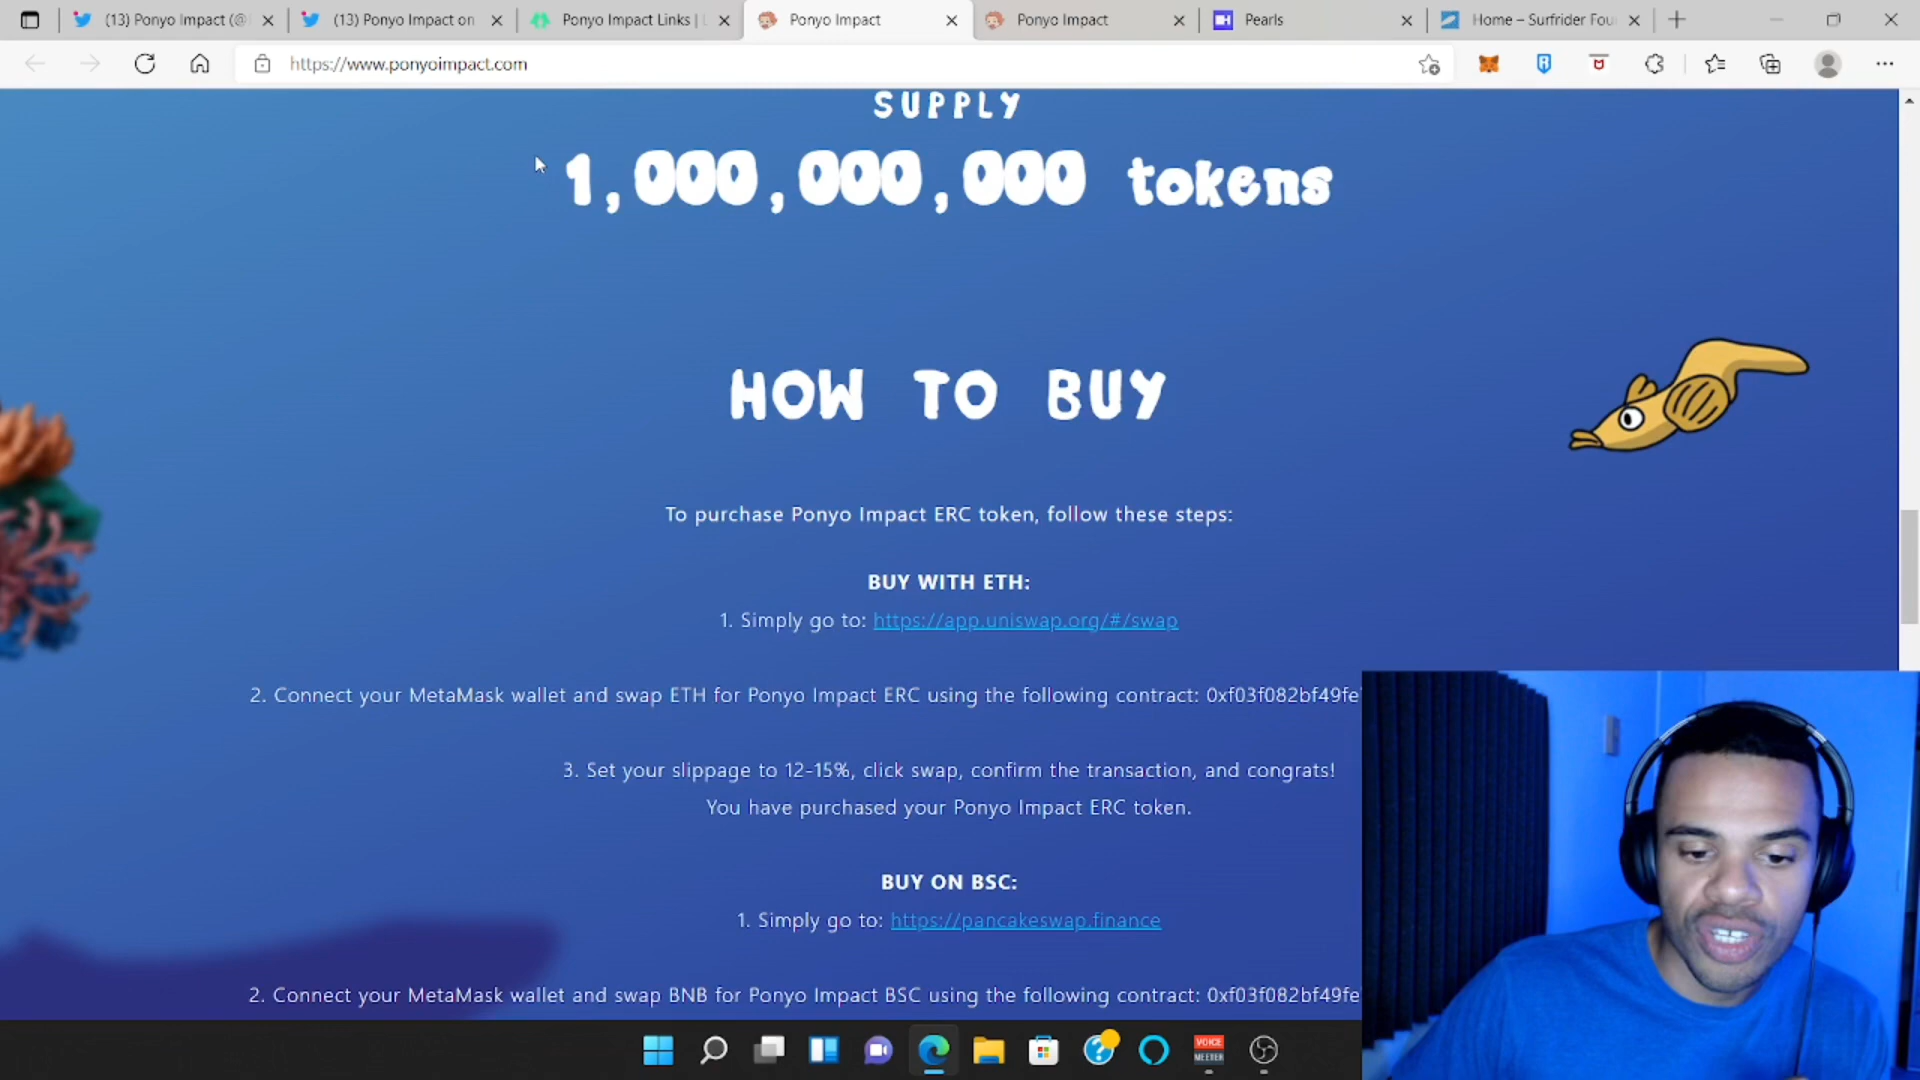 (13) Ponyo Impact (@
(13) Ponyo Impact on
Ponyo Impact Links |
Ponyo Impact
Ponyo Impact
Pearls
Home – Surfrider Fou
https://www.ponyoimpact.com
SUPPLY
1,000,000,000 tokens
HOW TO BUY
To purchase Ponyo Impact ERC token, follow these steps:
BUY WITH ETH:
1. Simply go to: https://app.uniswap.org/#/swap
2. Connect your MetaMask wallet and swap ETH for Ponyo Impact ERC using the following contract: 0xf03f082bf49fe
3. Set your slippage to 12-15%, click swap, confirm the transaction, and congrats!
You have purchased your Ponyo Impact ERC token.
BUY ON BSC:
1. Simply go to: https://pancakeswap.finance
2. Connect your MetaMask wallet and swap BNB for Ponyo Impact BSC using the following contract: 0xf03f082bf49fe
VOICE
MEETER